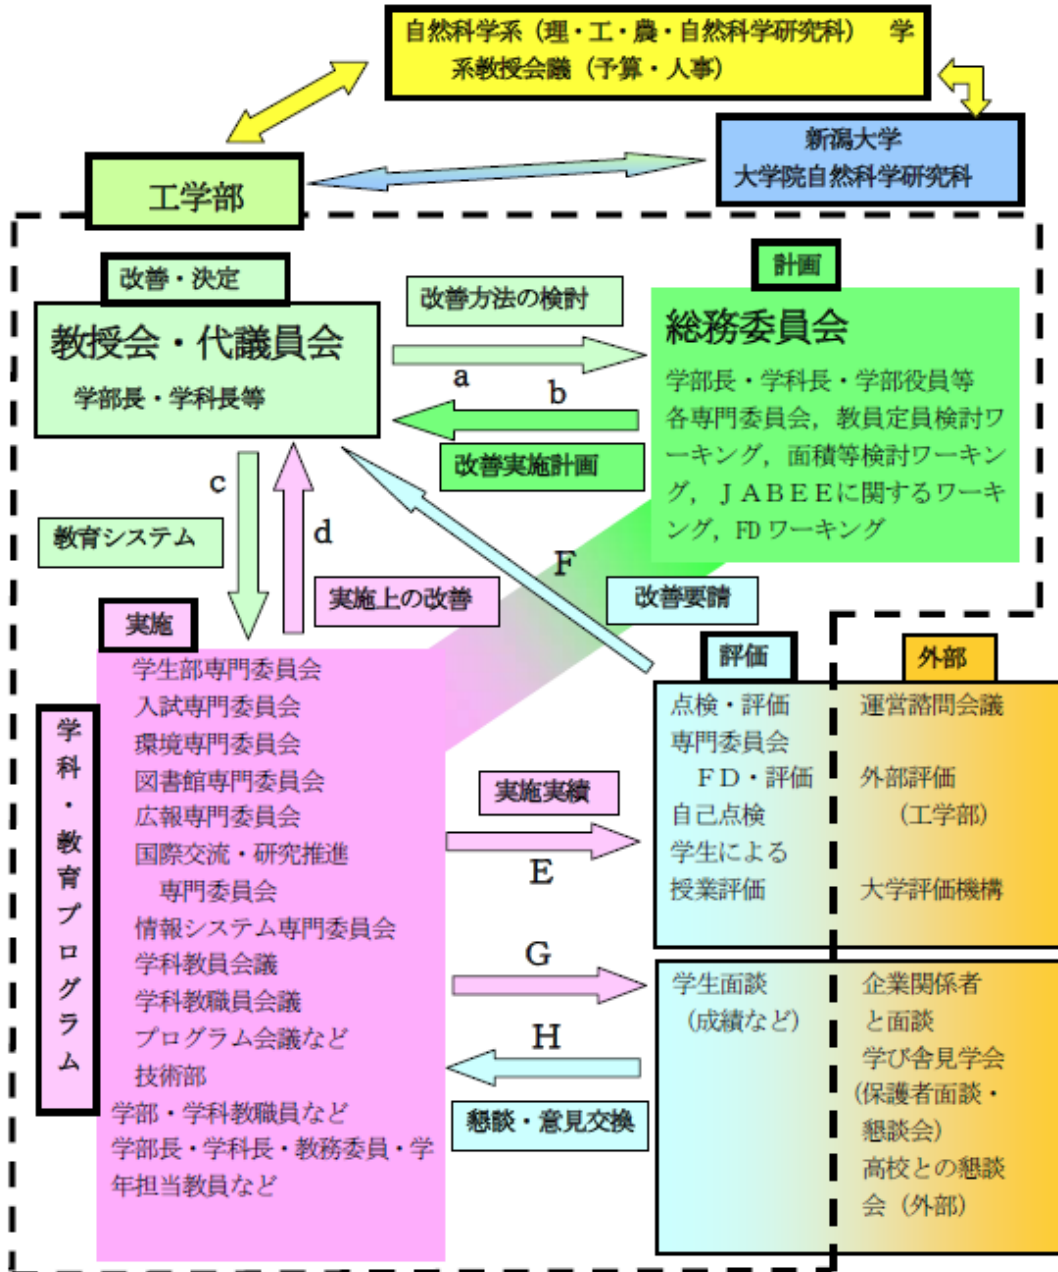 自然科学系（理・工・農・自然科学研究科）　学
系教授会議（予算・人事）
新潟大学
大学院自然科学研究科
工学部
改善・決定
教授会・代議員会
学部長・学科長等
改善方法の検討
a
b
改善実施計画
計画
総務委員会
学部長・学科長・学部役員等
各専門委員会，教員定員検討ワ
ーキング，面積等検討ワーキン
グ，ＪＡＢＥＥに関するワーキ
ング，FDワーキング
c
教育システム
d
実施上の改善
F
改善要請
実施
学科・教育プログラム
学生部専門委員会
入試専門委員会
環境専門委員会
図書館専門委員会
広報専門委員会
国際交流・研究推進
専門委員会
情報システム専門委員会
学科教員会議
学科教職員会議
プログラム会議など
技術部
学部・学科教職員など
学部長・学科長・教務委員・学
年担当教員など
実施実績
E
G
H
懇談・意見交換
評価
点検・評価
専門委員会
ＦＤ・評価
自己点検
学生による
授業評価
外部
運営諮問会議
外部評価
（工学部）
大学評価機構
学生面談
（成績など）
企業関係者
と面談
学び舎見学会
（保護者面談・
懇談会）
高校との懇談
会（外部）